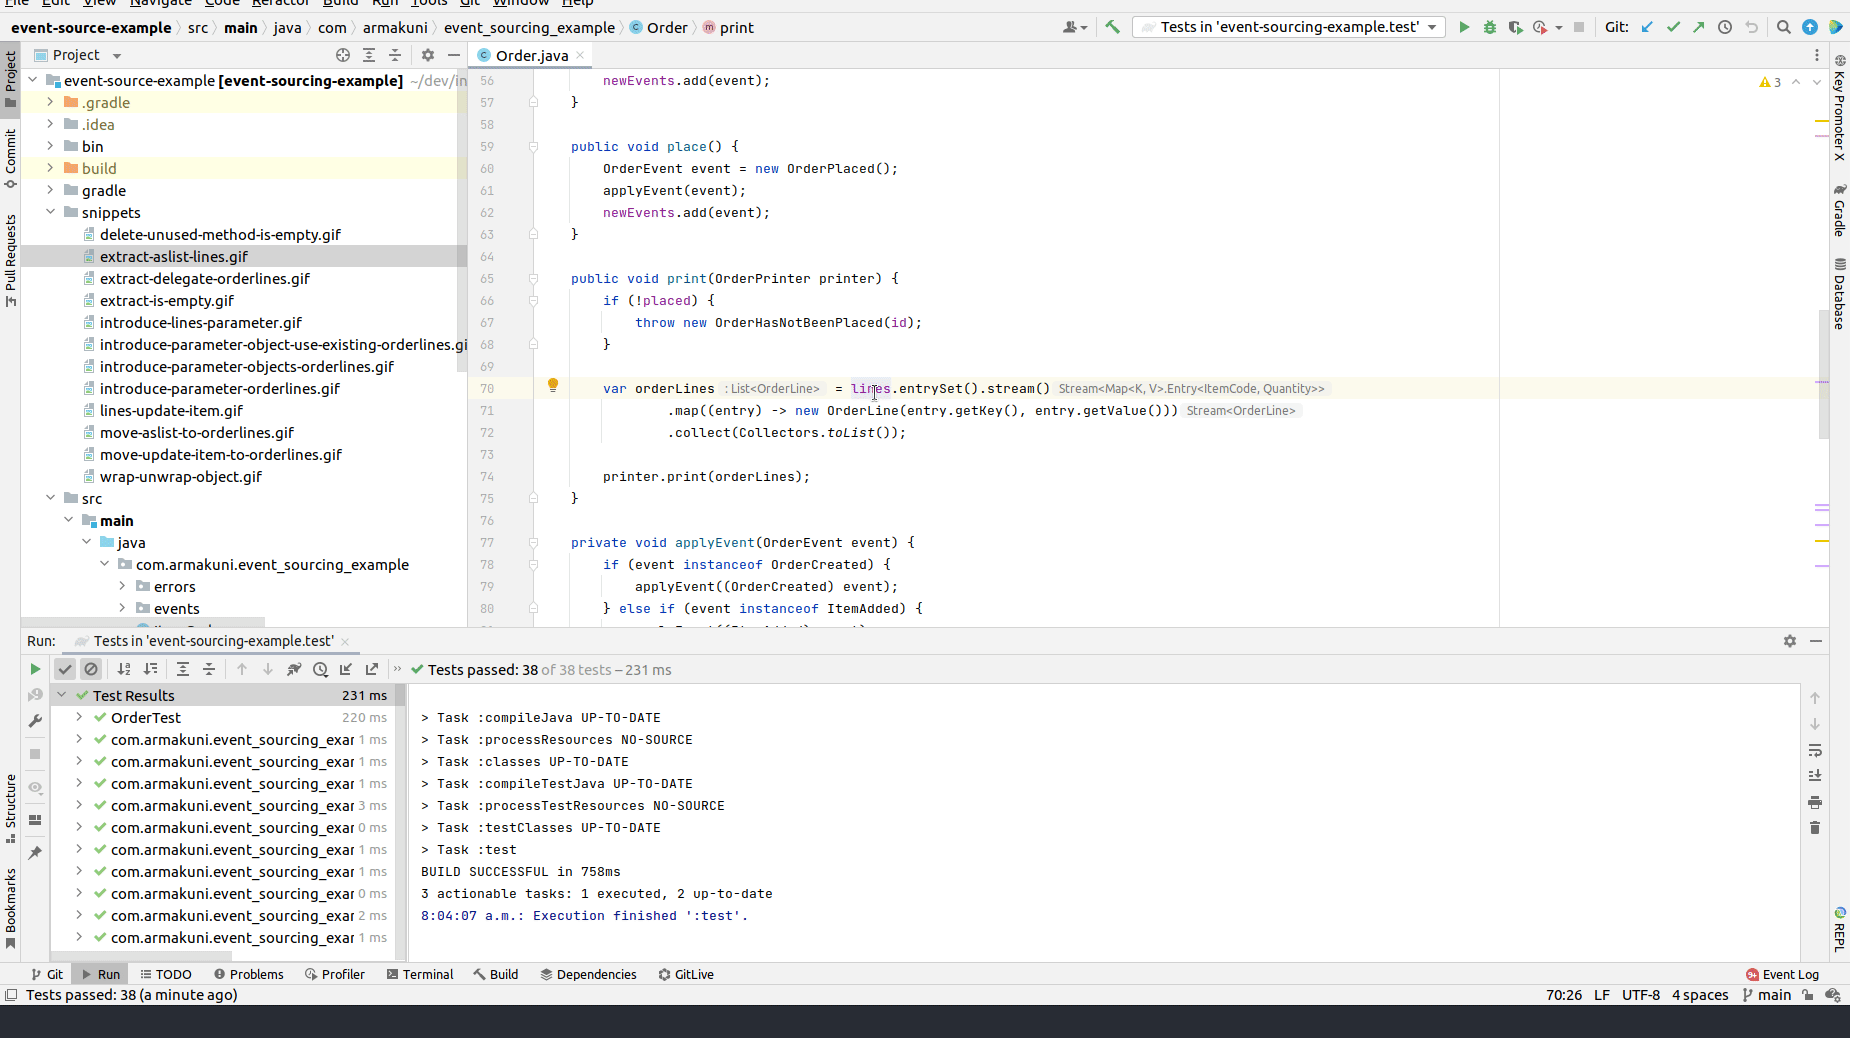 File Edit View Navigate Code Refactor Build Run Tools Git Window Help
event-source-example src main java com armakuni event_sourcing_example Order print
Tests in 'event-sourcing-example.test' Git:
Project
Order.java
event-source-example [event-sourcing-example] ~/dev/in
.gradle
.idea
bin
build
gradle
snippets
delete-unused-method-is-empty.gif
extract-aslist-lines.gif
extract-delegate-orderlines.gif
extract-is-empty.gif
introduce-lines-parameter.gif
introduce-parameter-object-use-existing-orderlines.gi
introduce-parameter-objects-orderlines.gif
introduce-parameter-orderlines.gif
lines-update-item.gif
move-aslist-to-orderlines.gif
move-update-item-to-orderlines.gif
wrap-unwrap-object.gif
src
main
java
com.armakuni.event_sourcing_example
errors
events
Project
Commit
Pull Requests
Structure
Bookmarks
56 newEvents.add(event);
57 }
58
59 public void place() {
60 OrderEvent event = new OrderPlaced();
61 applyEvent(event);
62 newEvents.add(event);
63 }
64
65 public void print(OrderPrinter printer) {
66 if (!placed) {
67 throw new OrderHasNotBeenPlaced(id);
68 }
69
70 var orderLines : List<OrderLine> = lines.entrySet().stream() Stream<Map<K, V>.Entry<ItemCode, Quantity>>
71 .map((entry) -> new OrderLine(entry.getKey(), entry.getValue())) Stream<OrderLine>
72 .collect(Collectors.toList());
73
74 printer.print(orderLines);
75 }
76
77 private void applyEvent(OrderEvent event) {
78 if (event instanceof OrderCreated) {
79 applyEvent((OrderCreated) event);
80 } else if (event instanceof ItemAdded) {
3
Key Promoter X
Gradle
Database
REPL
Run: Tests in 'event-sourcing-example.test'
Tests passed: 38 of 38 tests – 231 ms
Test Results 231 ms
OrderTest 220 ms
com.armakuni.event_sourcing_exar 1 ms
com.armakuni.event_sourcing_exar 1 ms
com.armakuni.event_sourcing_exar 1 ms
com.armakuni.event_sourcing_exar 3 ms
com.armakuni.event_sourcing_exar 0 ms
com.armakuni.event_sourcing_exar 1 ms
com.armakuni.event_sourcing_exar 1 ms
com.armakuni.event_sourcing_exar 0 ms
com.armakuni.event_sourcing_exar 2 ms
com.armakuni.event_sourcing_exar 1 ms
> Task :compileJava UP-TO-DATE
> Task :processResources NO-SOURCE
> Task :classes UP-TO-DATE
> Task :compileTestJava UP-TO-DATE
> Task :processTestResources NO-SOURCE
> Task :testClasses UP-TO-DATE
> Task :test
BUILD SUCCESSFUL in 758ms
3 actionable tasks: 1 executed, 2 up-to-date
8:04:07 a.m.: Execution finished ':test'.
Git Run TODO Problems Profiler Terminal Build Dependencies GitLive 9+ Event Log
Tests passed: 38 (a minute ago) 70:26 LF UTF-8 4 spaces main